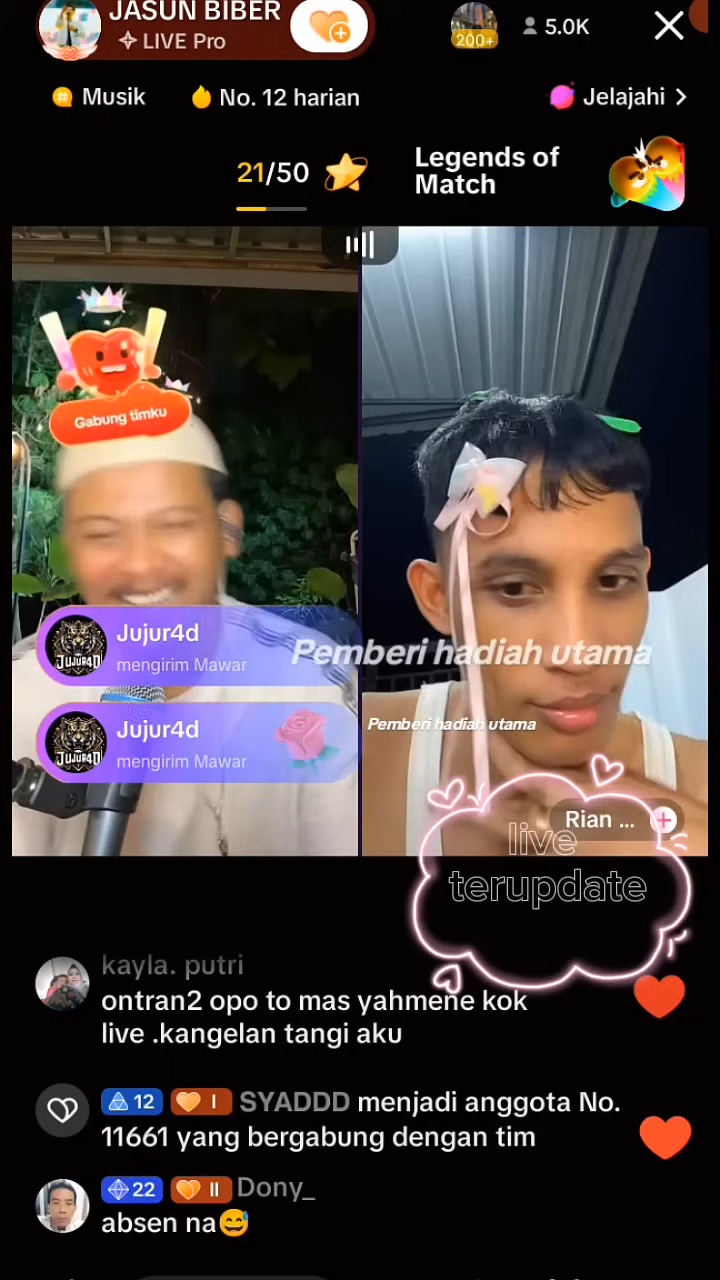 JASUN BIBER
LIVE Pro
200+
5.0K
Musik
No. 12 harian
Jelajahi
21/50
Legends of
Match
Gabung timku
Jujur4d
mengirim Mawar
JUJUR4D
Pemberi hadiah utama
Jujur4d
mengirim Mawar
JUJUR4D
Pemberi hadiah utama
Rian ...
live
terupdate
kayla. putri
ontran2 opo to mas yahmene kok
live .kangelan tangi aku
12 I SYADDD menjadi anggota No.
11661 yang bergabung dengan tim
22 II Dony_
absen na😅